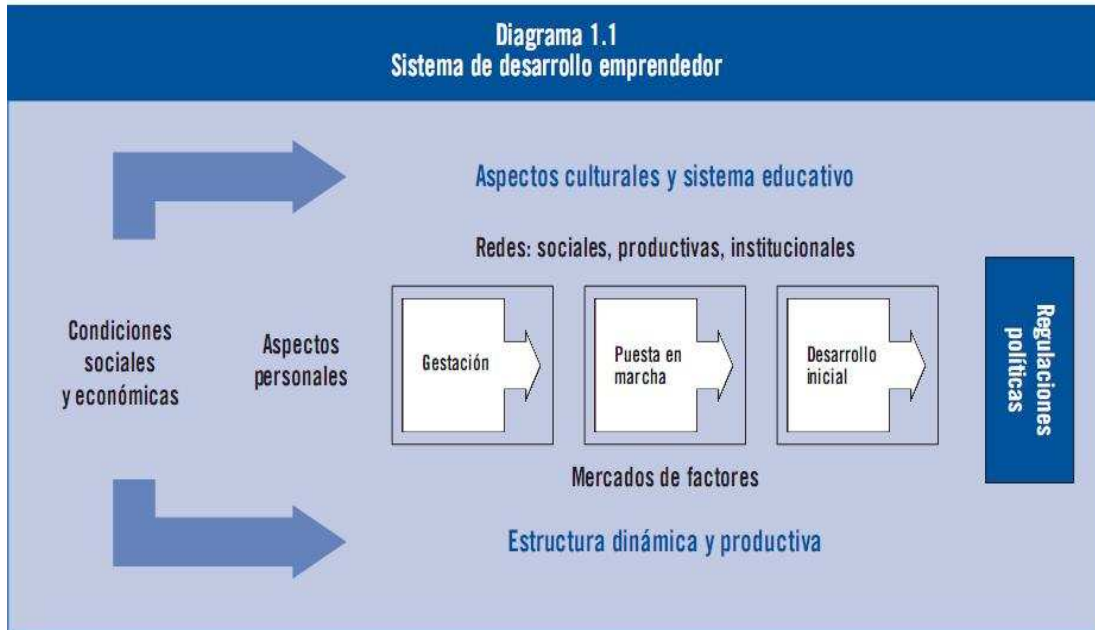 Diagrama 1.1
Sistema de desarrollo emprendedor
Aspectos culturales y sistema educativo
Redes: sociales, productivas, institucionales
Condiciones
sociales
y económicas
Aspectos
personales
Gestación
Puesta en
marcha
Desarrollo
inicial
Regulaciones
políticas
Mercados de factores
Estructura dinámica y productiva